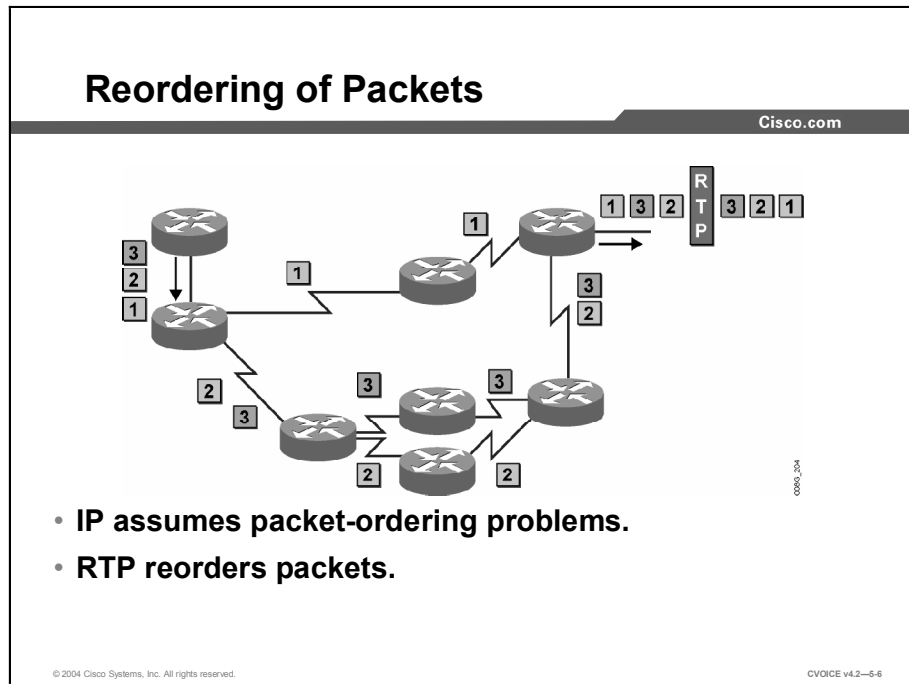 Reordering of Packets
Cisco.com
1 3 2
R
T
P
3 2 1
1
3
2
1
1
3
2
2
3
3
3
2
2
006G_204
• IP assumes packet-ordering problems.
• RTP reorders packets.
© 2004 Cisco Systems, Inc. All rights reserved.
CVOICE v4.2—5-6